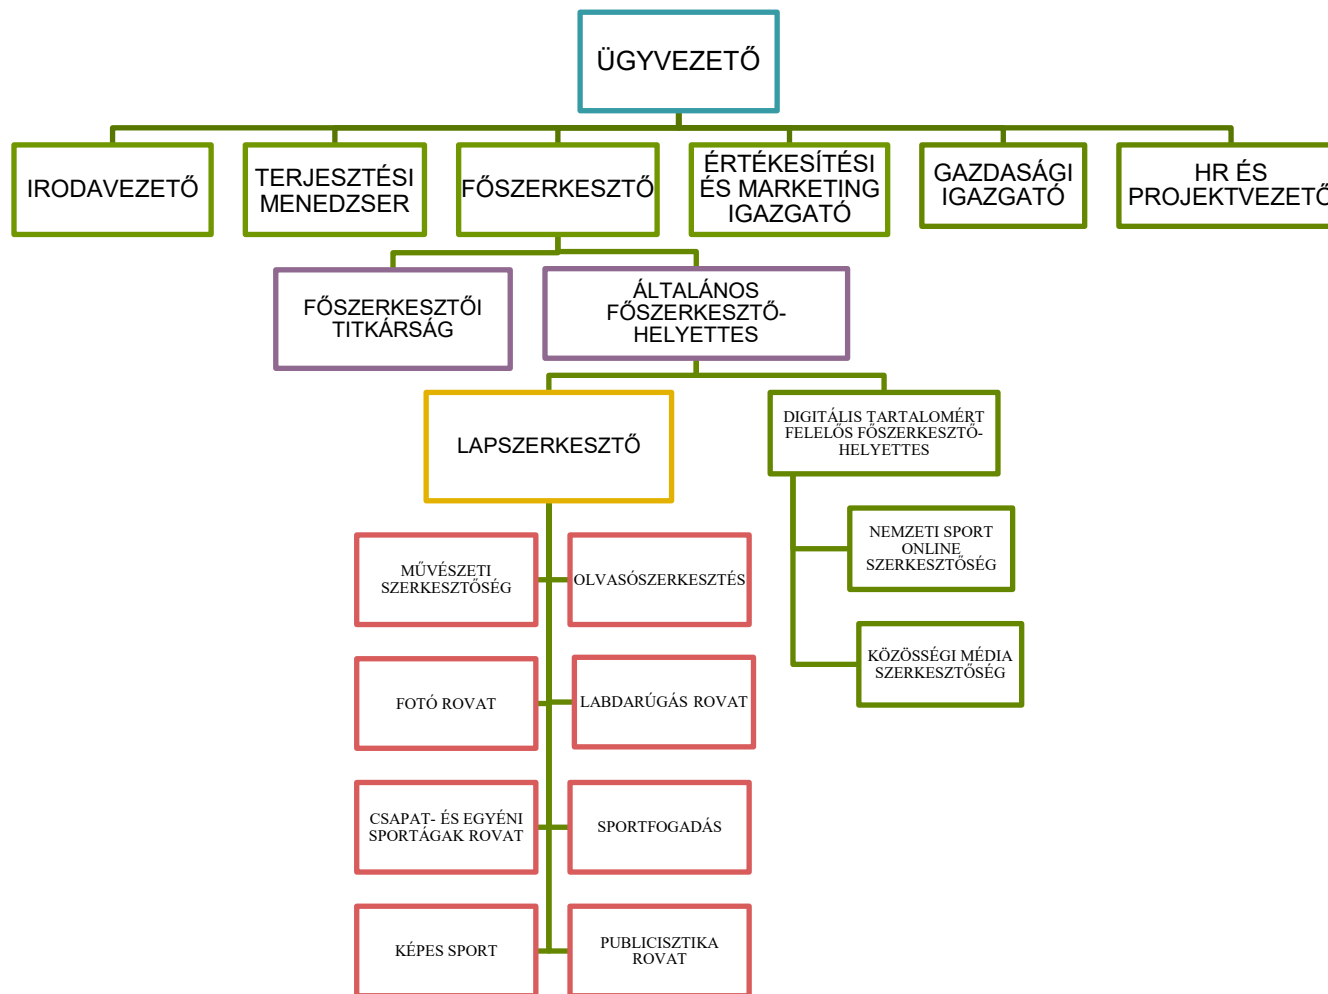 ÜGYVEZETŐ
IRODAVEZETŐ
TERJESZTÉSI
MENEDZSER
FŐSZERKESZTŐ
ÉRTÉKESÍTÉSI
ÉS MARKETING
IGAZGATÓ
GAZDASÁGI
IGAZGATÓ
HR ÉS
PROJEKTVEZETŐ
FŐSZERKESZTŐI
TITKÁRSÁG
ÁLTALÁNOS
FŐSZERKESZTŐ-
HELYETTES
LAPSZERKESZTŐ
DIGITÁLIS TARTALOMÉRT
FELELŐS FŐSZERKESZTŐ-
HELYETTES
MŰVÉSZETI
SZERKESZTŐSÉG
OLVASÓSZERKESZTÉS
NEMZETI SPORT
ONLINE
SZERKESZTŐSÉG
FOTÓ ROVAT
LABDARÚGÁS ROVAT
KÖZÖSSÉGI MÉDIA
SZERKESZTŐSÉG
CSAPAT- ÉS EGYÉNI
SPORTÁGAK ROVAT
SPORTFOGADÁS
KÉPES SPORT
PUBLICISZTIKA
ROVAT